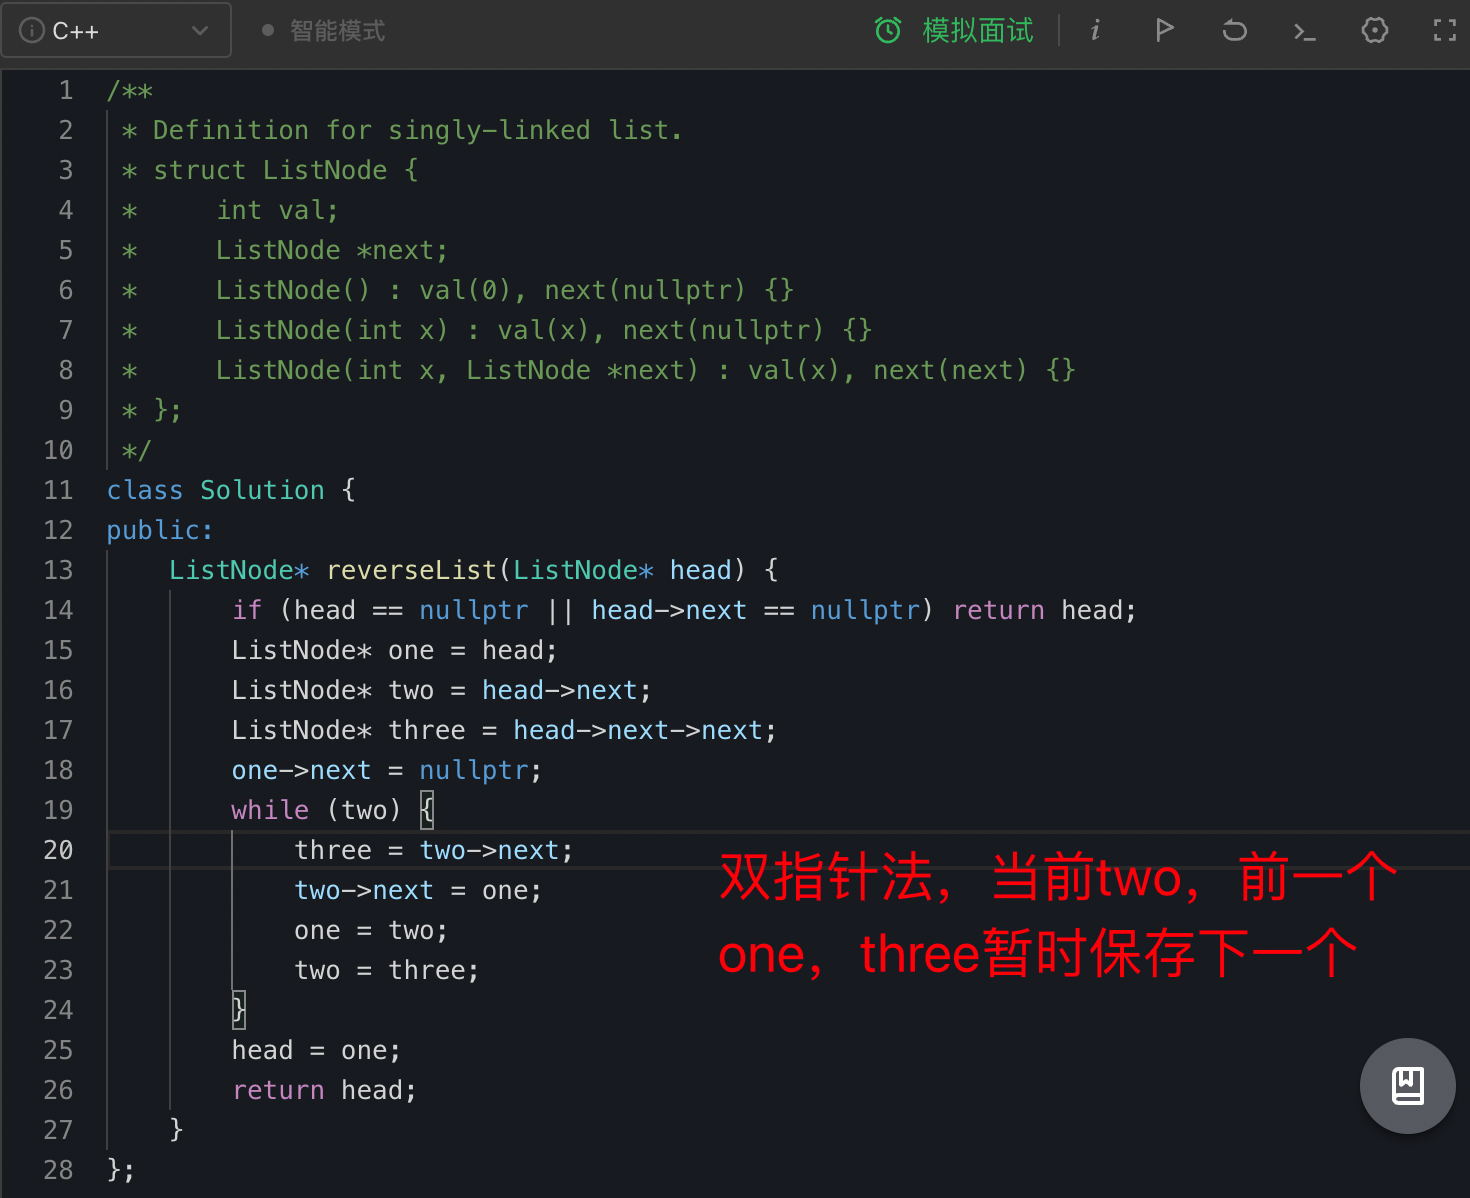 C++ 智能模式 模拟面试
1 /**
2 * Definition for singly-linked list.
3 * struct ListNode {
4 *     int val;
5 *     ListNode *next;
6 *     ListNode() : val(0), next(nullptr) {}
7 *     ListNode(int x) : val(x), next(nullptr) {}
8 *     ListNode(int x, ListNode *next) : val(x), next(next) {}
9 * };
10 */
11 class Solution {
12 public:
13     ListNode* reverseList(ListNode* head) {
14         if (head == nullptr || head->next == nullptr) return head;
15         ListNode* one = head;
16         ListNode* two = head->next;
17         ListNode* three = head->next->next;
18         one->next = nullptr;
19         while (two) {
20             three = two->next;
21             two->next = one;
22             one = two;
23             two = three;
24         }
25         head = one;
26         return head;
27     }
28 };
双指针法，当前two，前一个
one，three暂时保存下一个